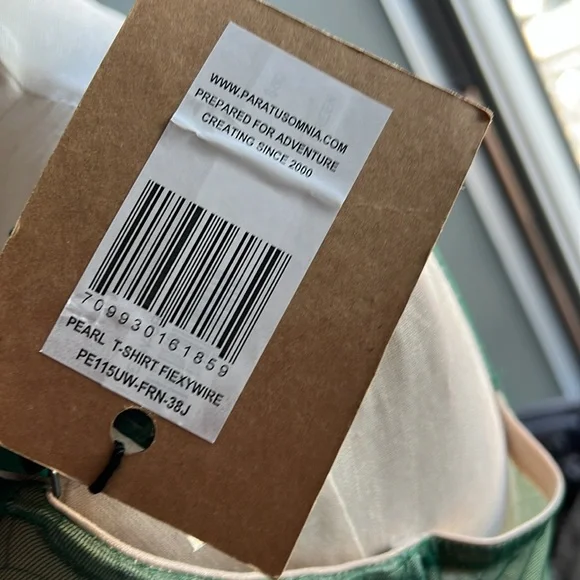 WWW.PARATUSOMNIA.COM
PREPARED FOR ADVENTURE
CREATING SINCE 2000
709930161859
PEARL T-SHIRT FIEXYWIRE
PE115UW-FRN-38J